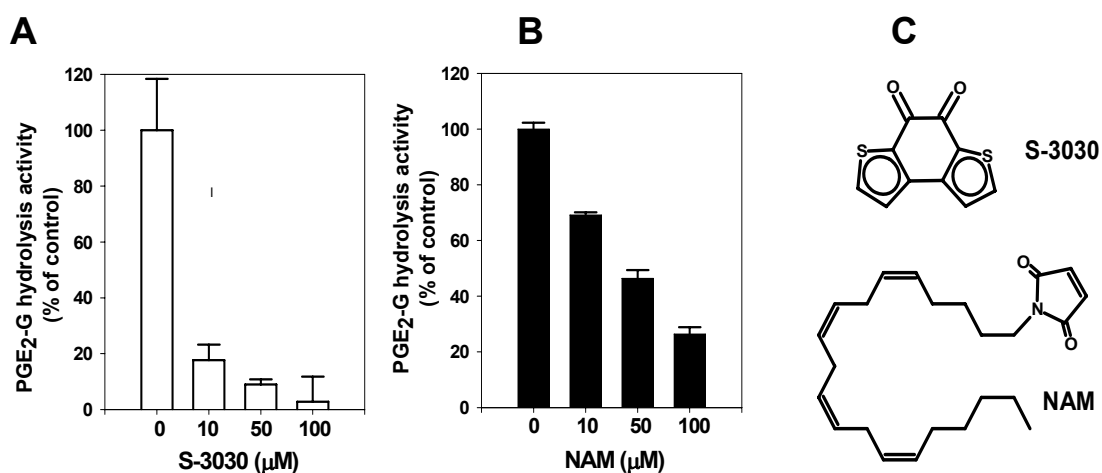 A
PGE2-G hydrolysis activity
(% of control)
120
100
80
60
40
20
0
0 10 50 100
S-3030 (μM)
B
PGE2-G hydrolysis activity
(% of control)
120
100
80
60
40
20
0
0 10 50 100
NAM (μM)
C
O O
S S
S-3030
O
N
O
NAM